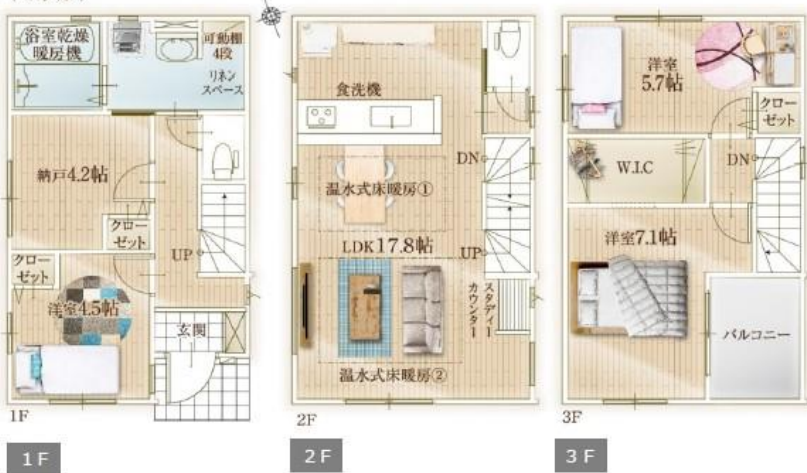 浴室乾燥
暖房機
可動棚
4段
リネン
スペース
納戸4.2帖
クロー
ゼット
UP
クロー
ゼット
洋室4.5帖
玄関
1F
1F
食洗機
DN
温水式床暖房①
LDK17.8帖
UP
スタディー
カウンター
温水式床暖房②
2F
2F
洋室
5.7帖
クロー
ゼット
W.I.C
DN
洋室7.1帖
バルコニー
3F
3F